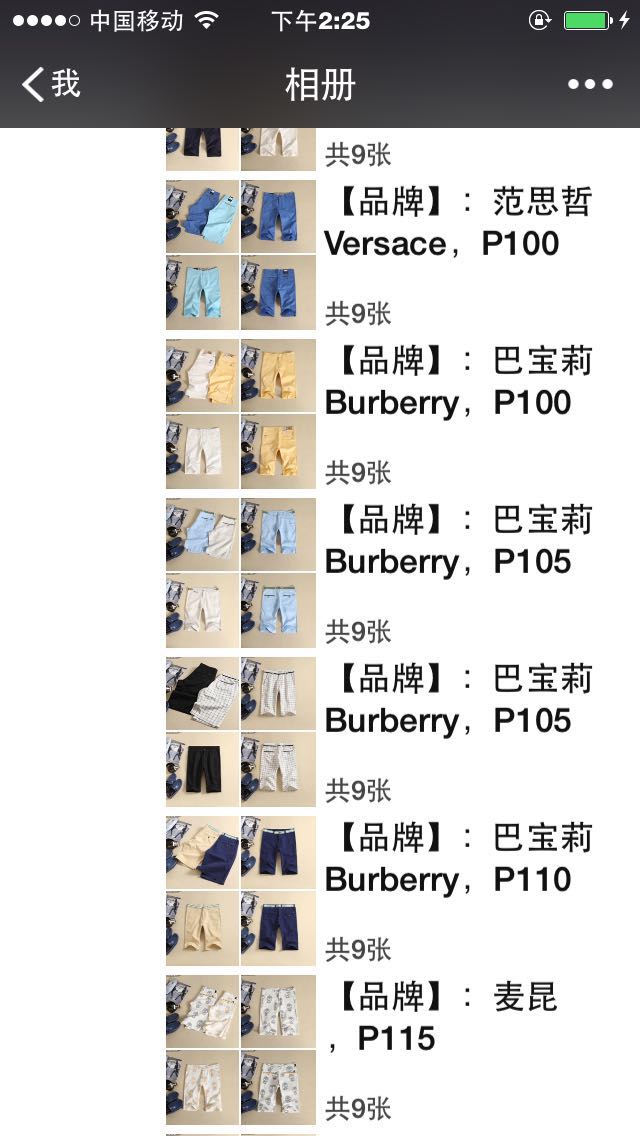 中国移动 下午2:25
我 相册
共9张
【品牌】：范思哲
Versace，P100
共9张
【品牌】：巴宝莉
Burberry，P100
共9张
【品牌】：巴宝莉
Burberry，P105
共9张
【品牌】：巴宝莉
Burberry，P105
共9张
【品牌】：巴宝莉
Burberry，P110
共9张
【品牌】：麦昆
，P115
共9张